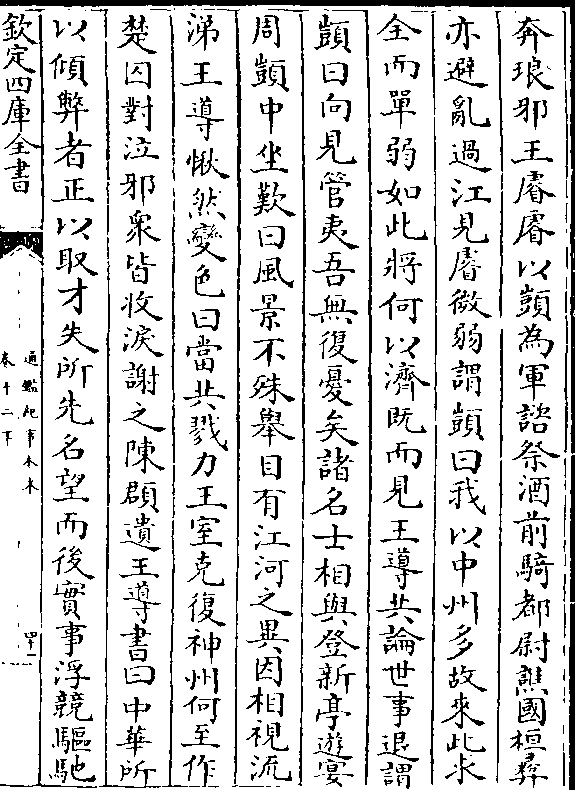 奔琅邪王睿睿以顗為軍諮祭酒前騎都尉譙國桓彝
亦避亂過江見睿微弱謂顗曰我以中州多故來此求
全而單弱如此將何以濟既而見王導共論世事退謂
顗曰向見管夷吾無復憂矣諸名士相與登新亭遊宴
周顗中坐歎曰風景不殊舉目有江河之異因相視流
涕王導愀然變色曰當共戮力王室克復神州何至作
楚囚對泣邪衆皆收淚謝之陳頵遺王導書曰中華所
以傾弊者正以取才失所先名望而後實事浮競驅馳
欽定四庫全書
通鑑紀事本末
卷十二下
四十一